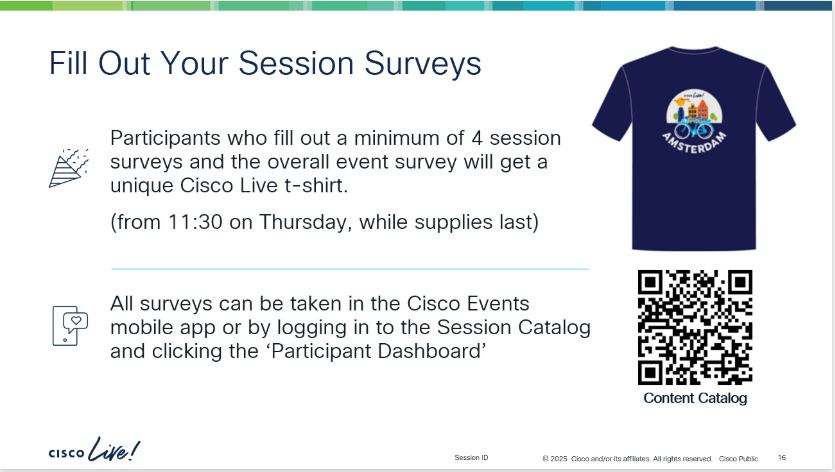 Fill Out Your Session Surveys
Participants who fill out a minimum of 4 session
surveys and the overall event survey will get a
unique Cisco Live t-shirt.
(from 11:30 on Thursday, while supplies last)
All surveys can be taken in the Cisco Events
mobile app or by logging in to the Session Catalog
and clicking the ‘Participant Dashboard’
cisco Live!
AMSTERDAM
Content Catalog
CISCO Live!
Session ID
© 2025 Cisco and/or its affiliates. All rights reserved. Cisco Public
16